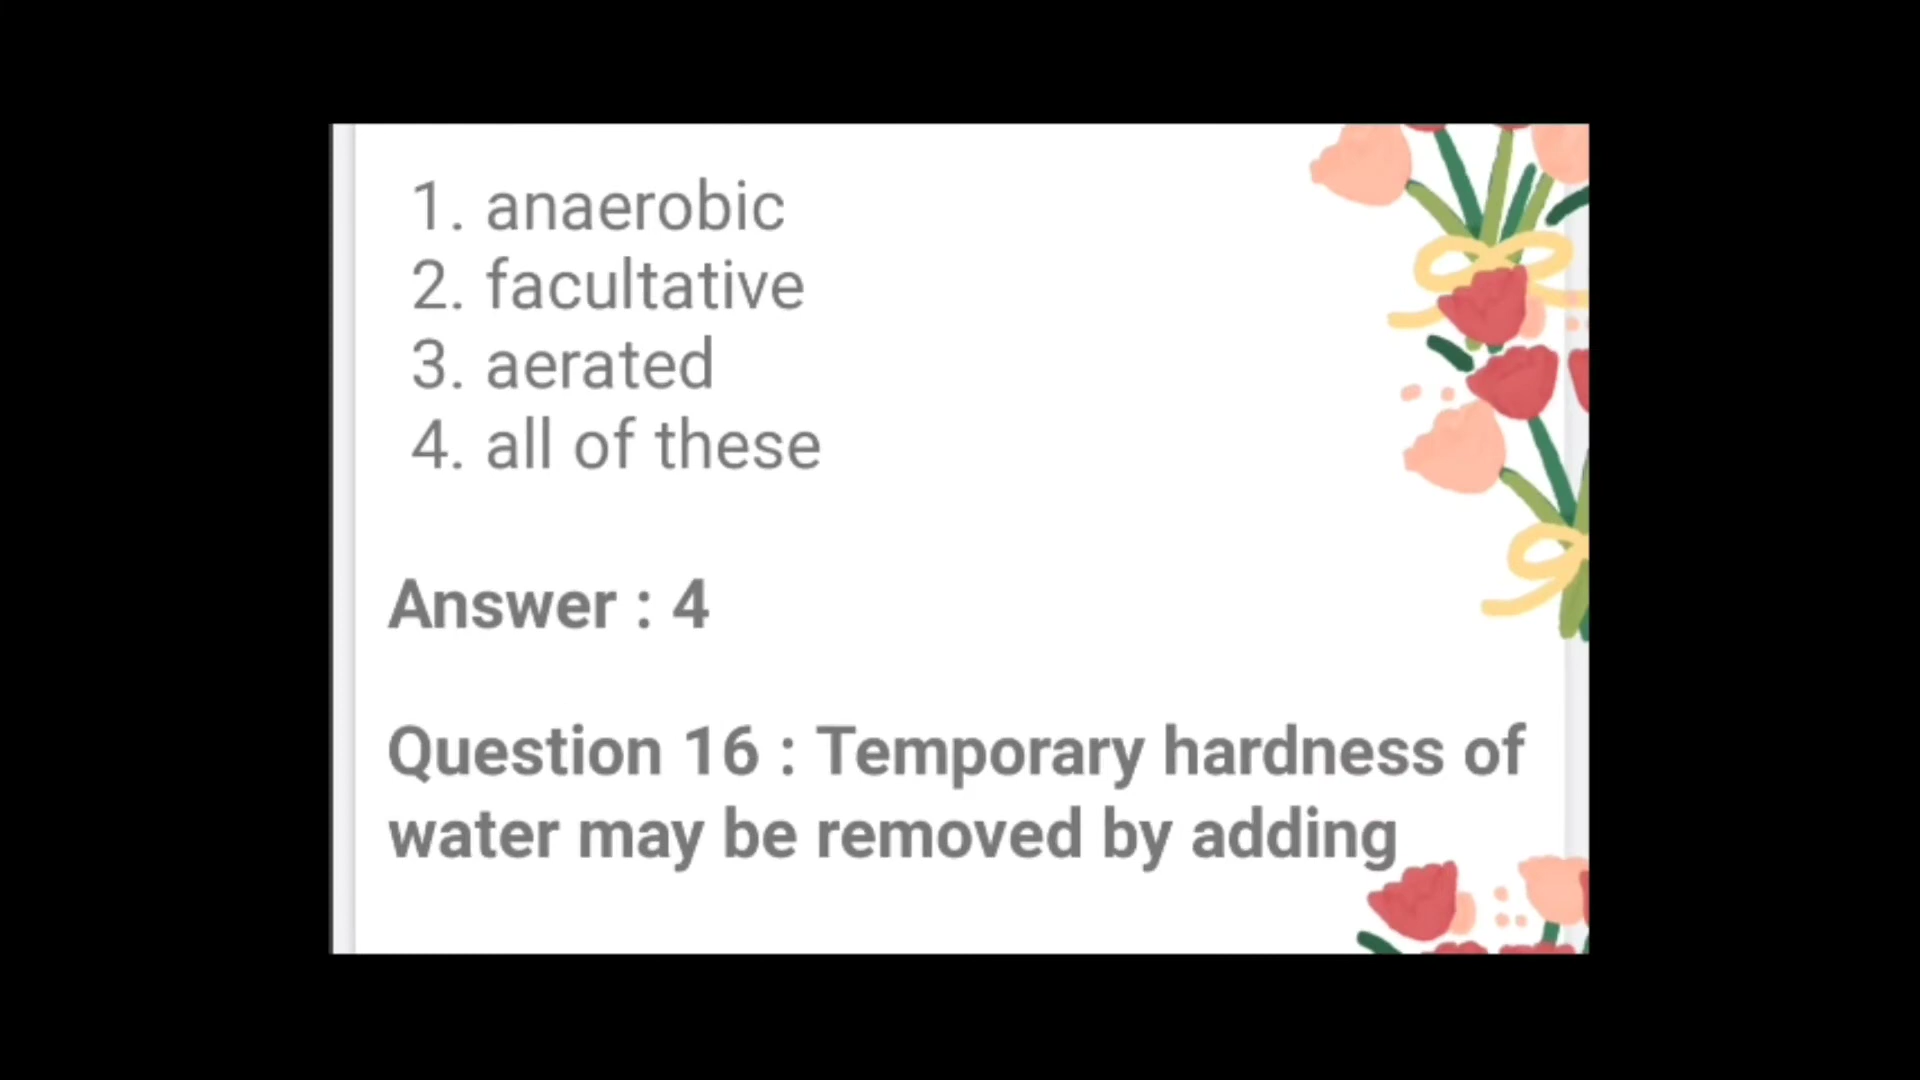 1. anaerobic
2. facultative
3. aerated
4. all of these
Answer : 4
Question 16 : Temporary hardness of
water may be removed by adding